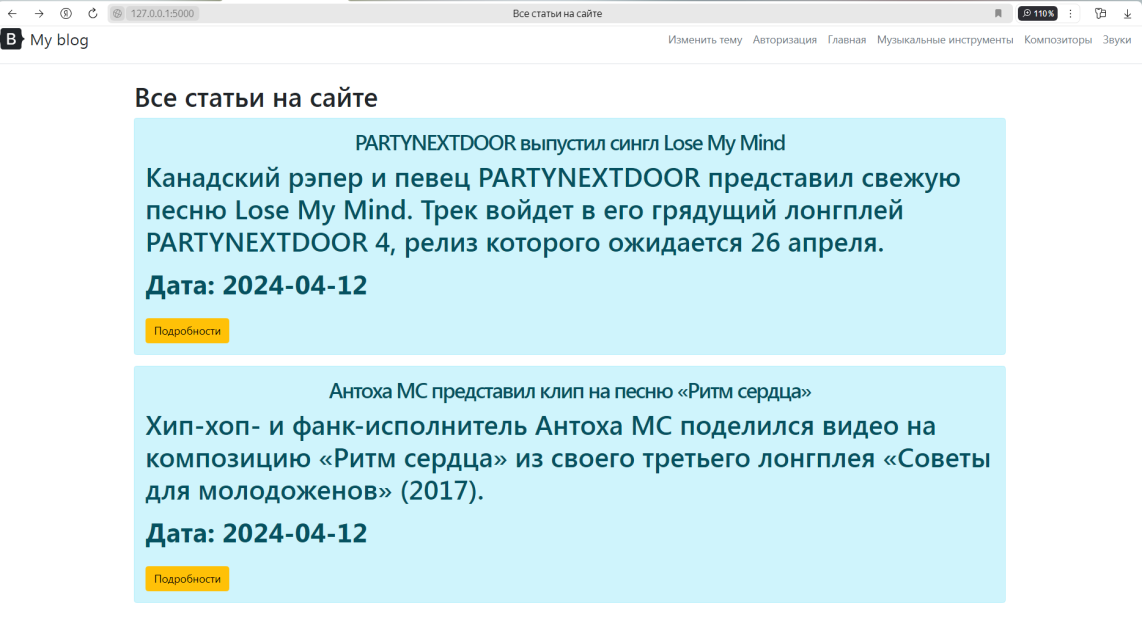 127.0.0.1:5000
Все статьи на сайте
110%
B
My blog
Изменить тему
Авторизация
Главная
Музыкальные инструменты
Композиторы
Звуки
Все статьи на сайте
PARTYNEXTDOOR выпустил сингл Lose My Mind
Канадский рэпер и певец PARTYNEXTDOOR представил свежую
песню Lose My Mind. Трек войдет в его грядущий лонгплей
PARTYNEXTDOOR 4, релиз которого ожидается 26 апреля.
Дата: 2024-04-12
Подробности
Антоха МС представил клип на песню «Ритм сердца»
Хип-хоп- и фанк-исполнитель Антоха МС поделился видео на
композицию «Ритм сердца» из своего третьего лонгплея «Советы
для молодоженов» (2017).
Дата: 2024-04-12
Подробности